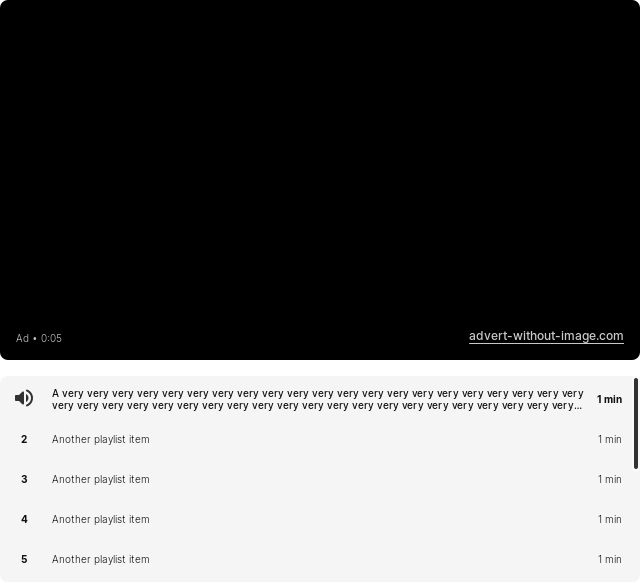 Ad • 0:05
advert-without-image.com
A very very very very very very very very very very very very very very very very very very very very very
very very very very very very very very very very very very very very very very very very very very very...
1 min
2 Another playlist item 1 min
3 Another playlist item 1 min
4 Another playlist item 1 min
5 Another playlist item 1 min